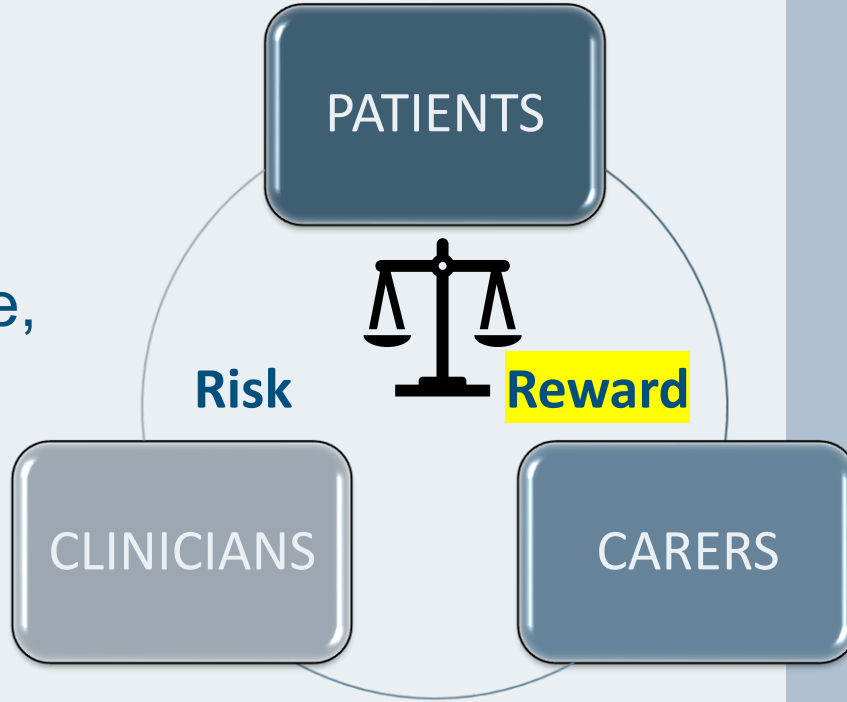 PATIENTS
e,
Risk
Reward
CLINICIANS
CARERS